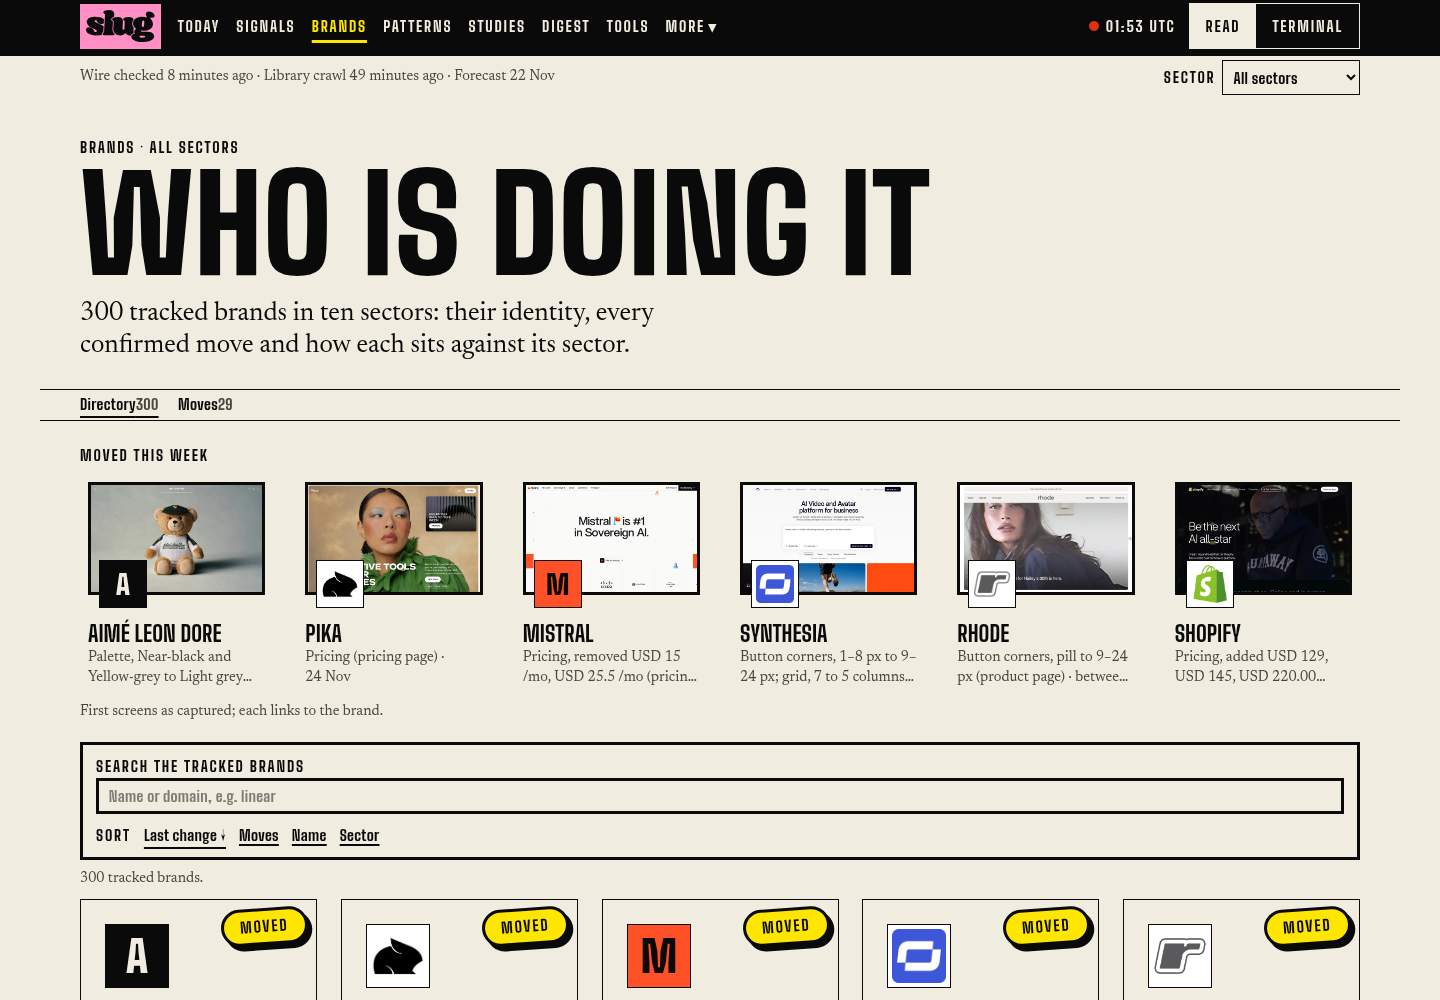 slug TODAY SIGNALS BRANDS PATTERNS STUDIES DIGEST TOOLS MORE ▾ 01:53 UTC READ TERMINAL
Wire checked 8 minutes ago · Library crawl 49 minutes ago · Forecast 22 Nov
SECTOR All sectors
BRANDS · ALL SECTORS
WHO IS DOING IT
300 tracked brands in ten sectors: their identity, every
confirmed move and how each sits against its sector.
Directory300 Moves29
MOVED THIS WEEK
Mistral is #1
in Sovereign AI.
AI Video and Avatar
platform for business
rhode
Be the next
AI all-star
A
M
AIMÉ LEON DORE
Palette, Near-black and
Yellow-grey to Light grey...
PIKA
Pricing (pricing page) ·
24 Nov
MISTRAL
Pricing, removed USD 15
/mo, USD 25.5 /mo (pricin...
SYNTHESIA
Button corners, 1–8 px to 9–
24 px; grid, 7 to 5 columns...
RHODE
Button corners, pill to 9–24
px (product page) · betwee...
SHOPIFY
Pricing, added USD 129,
USD 145, USD 220.00...
First screens as captured; each links to the brand.
SEARCH THE TRACKED BRANDS
Name or domain, e.g. linear
SORT Last change ↓ Moves Name Sector
300 tracked brands.
MOVED MOVED MOVED MOVED MOVED
A
M